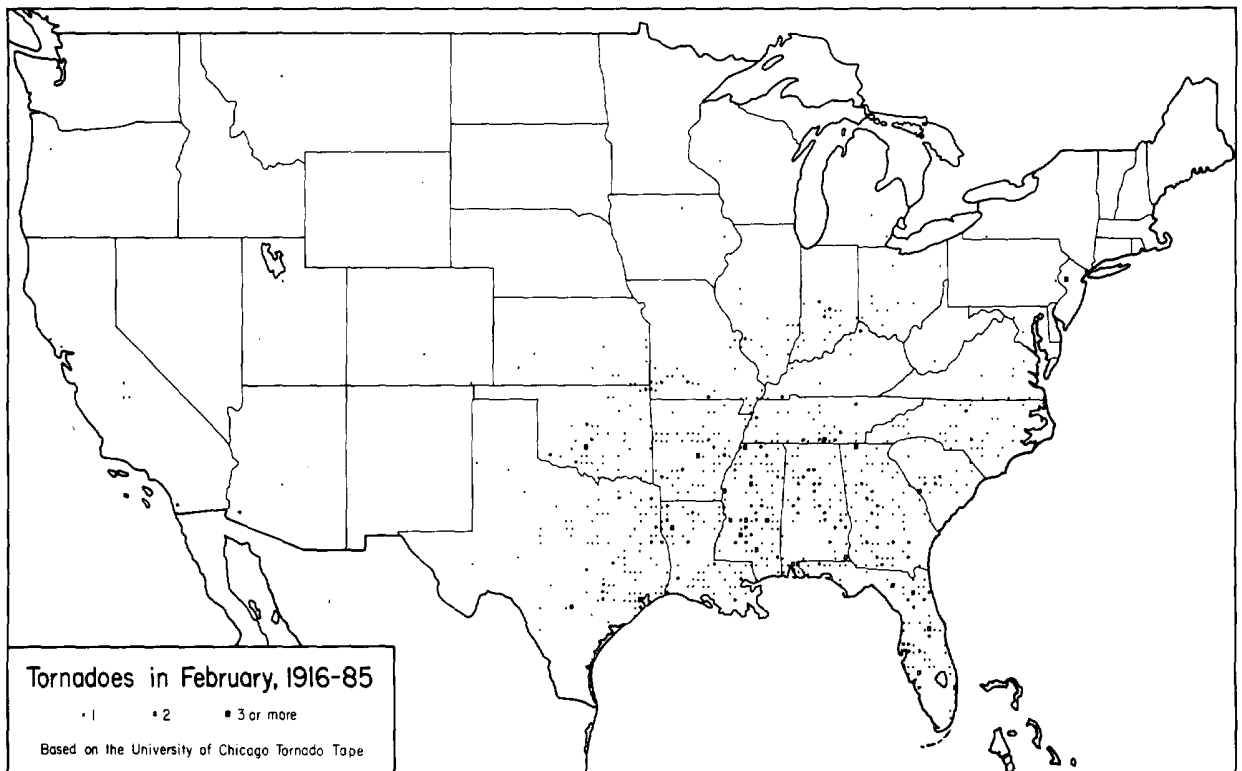 Tornadoes in February, 1916-85
· 1 ▪ 2 ■ 3 or more
Based on the University of Chicago Tornado Tape